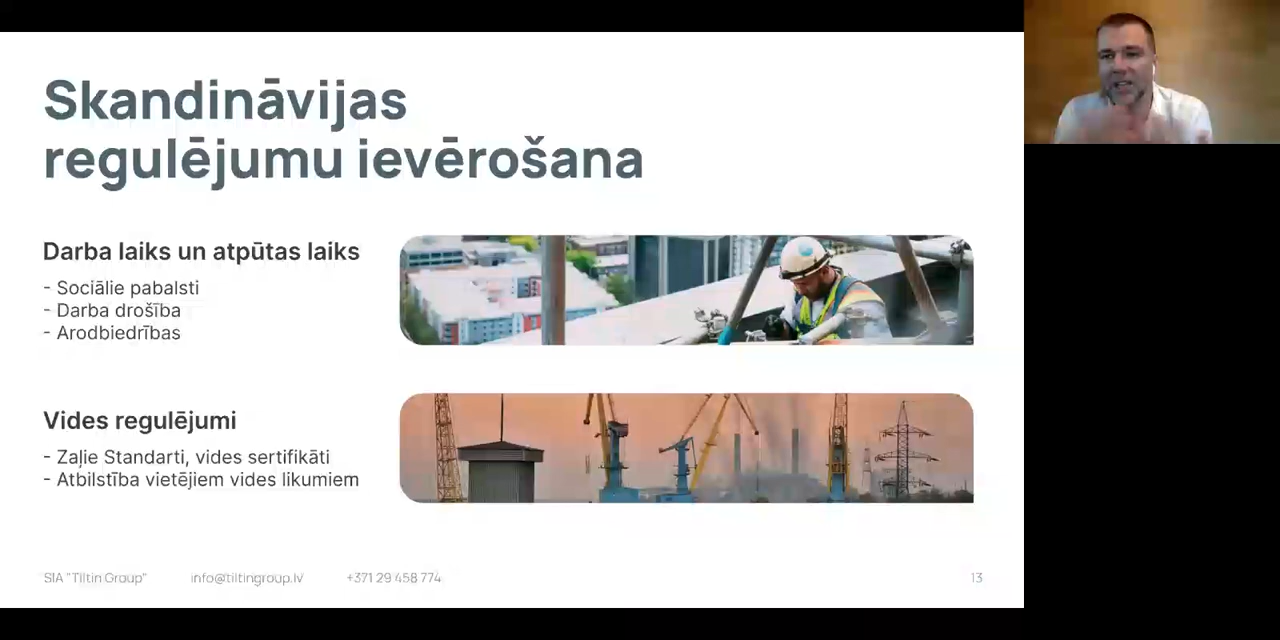 Skandināvijas
regulējumu ievērošana
Darba laiks un atpūtas laiks
- Sociālie pabalsti
- Darba drošība
- Arodbiedrības
Vides regulējumi
- Zaļie Standarti, vides sertifikāti
- Atbilstība vietējiem vides likumiem
SIA "Tiltin Group" info@tiltingroup.lv +371 29 458 774 13